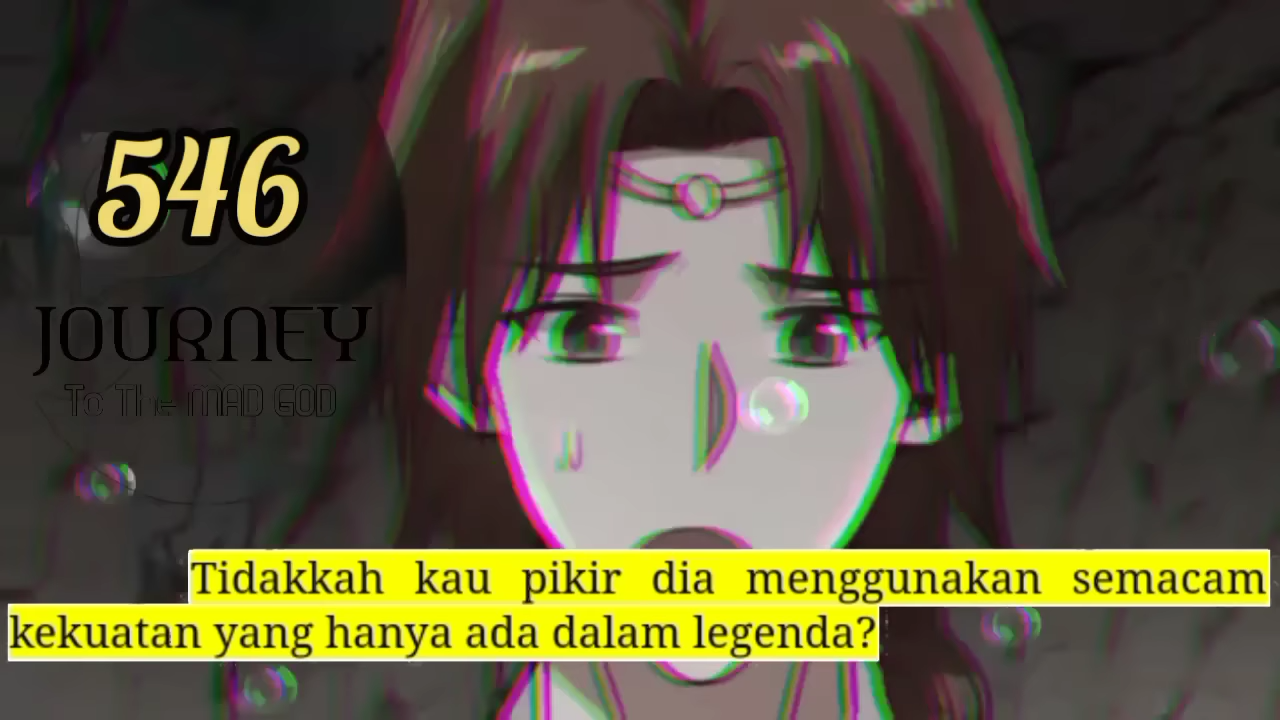 546
JOURNEY
To The MAD GOD
Tidakkah kau pikir dia menggunakan semacam
kekuatan yang hanya ada dalam legenda?